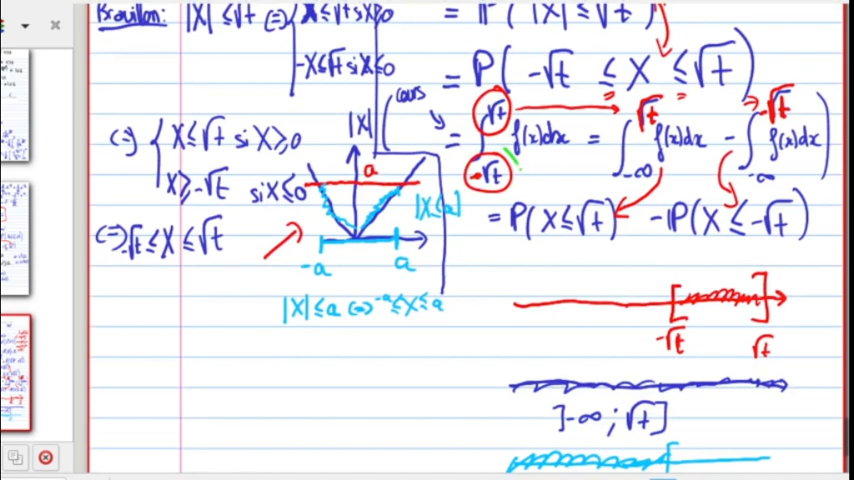 Brouillon: |X| ≤ √t (=) { X ≤ √t si X ≥ 0
-X ≤ √t si X ≤ 0
(=) { X ≤ √t si X ≥ 0
X ≥ -√t si X ≤ 0
(=) -√t ≤ X ≤ √t
|X|
a
|X ≤ a|
-a a
|X| ≤ a (=) -a ≤ X ≤ a
cours
= P( |X| ≤ √t )
= P( -√t ≤ X ≤ √t )
= ∫_{-√t}^{√t} f(x)dx = ∫_{-∞}^{√t} f(x)dx - ∫_{-∞}^{-√t} f(x)dx
= P(X ≤ √t) - P(X ≤ -√t)
-√t √t
]-∞ ; √t]